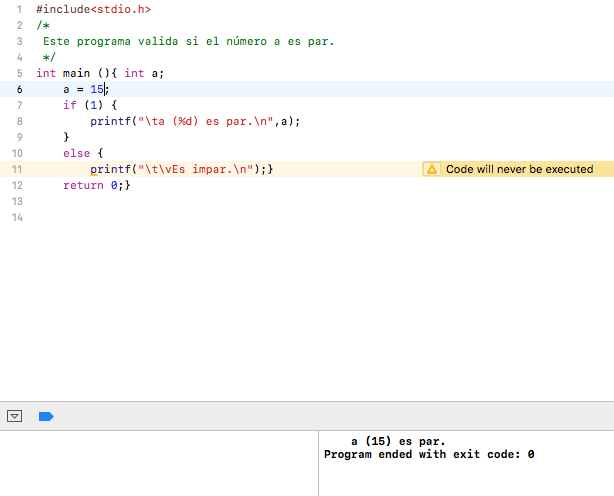 1 #include<stdio.h>
2 /*
3 Este programa valida si el número a es par.
4 */
5 int main (){ int a;
6 a = 15;
7 if (1) {
8 printf("\ta (%d) es par.\n",a);
9 }
10 else {
11 printf("\t\vEs impar.\n");} Code will never be executed
12 return 0;}
13
14
a (15) es par.
Program ended with exit code: 0